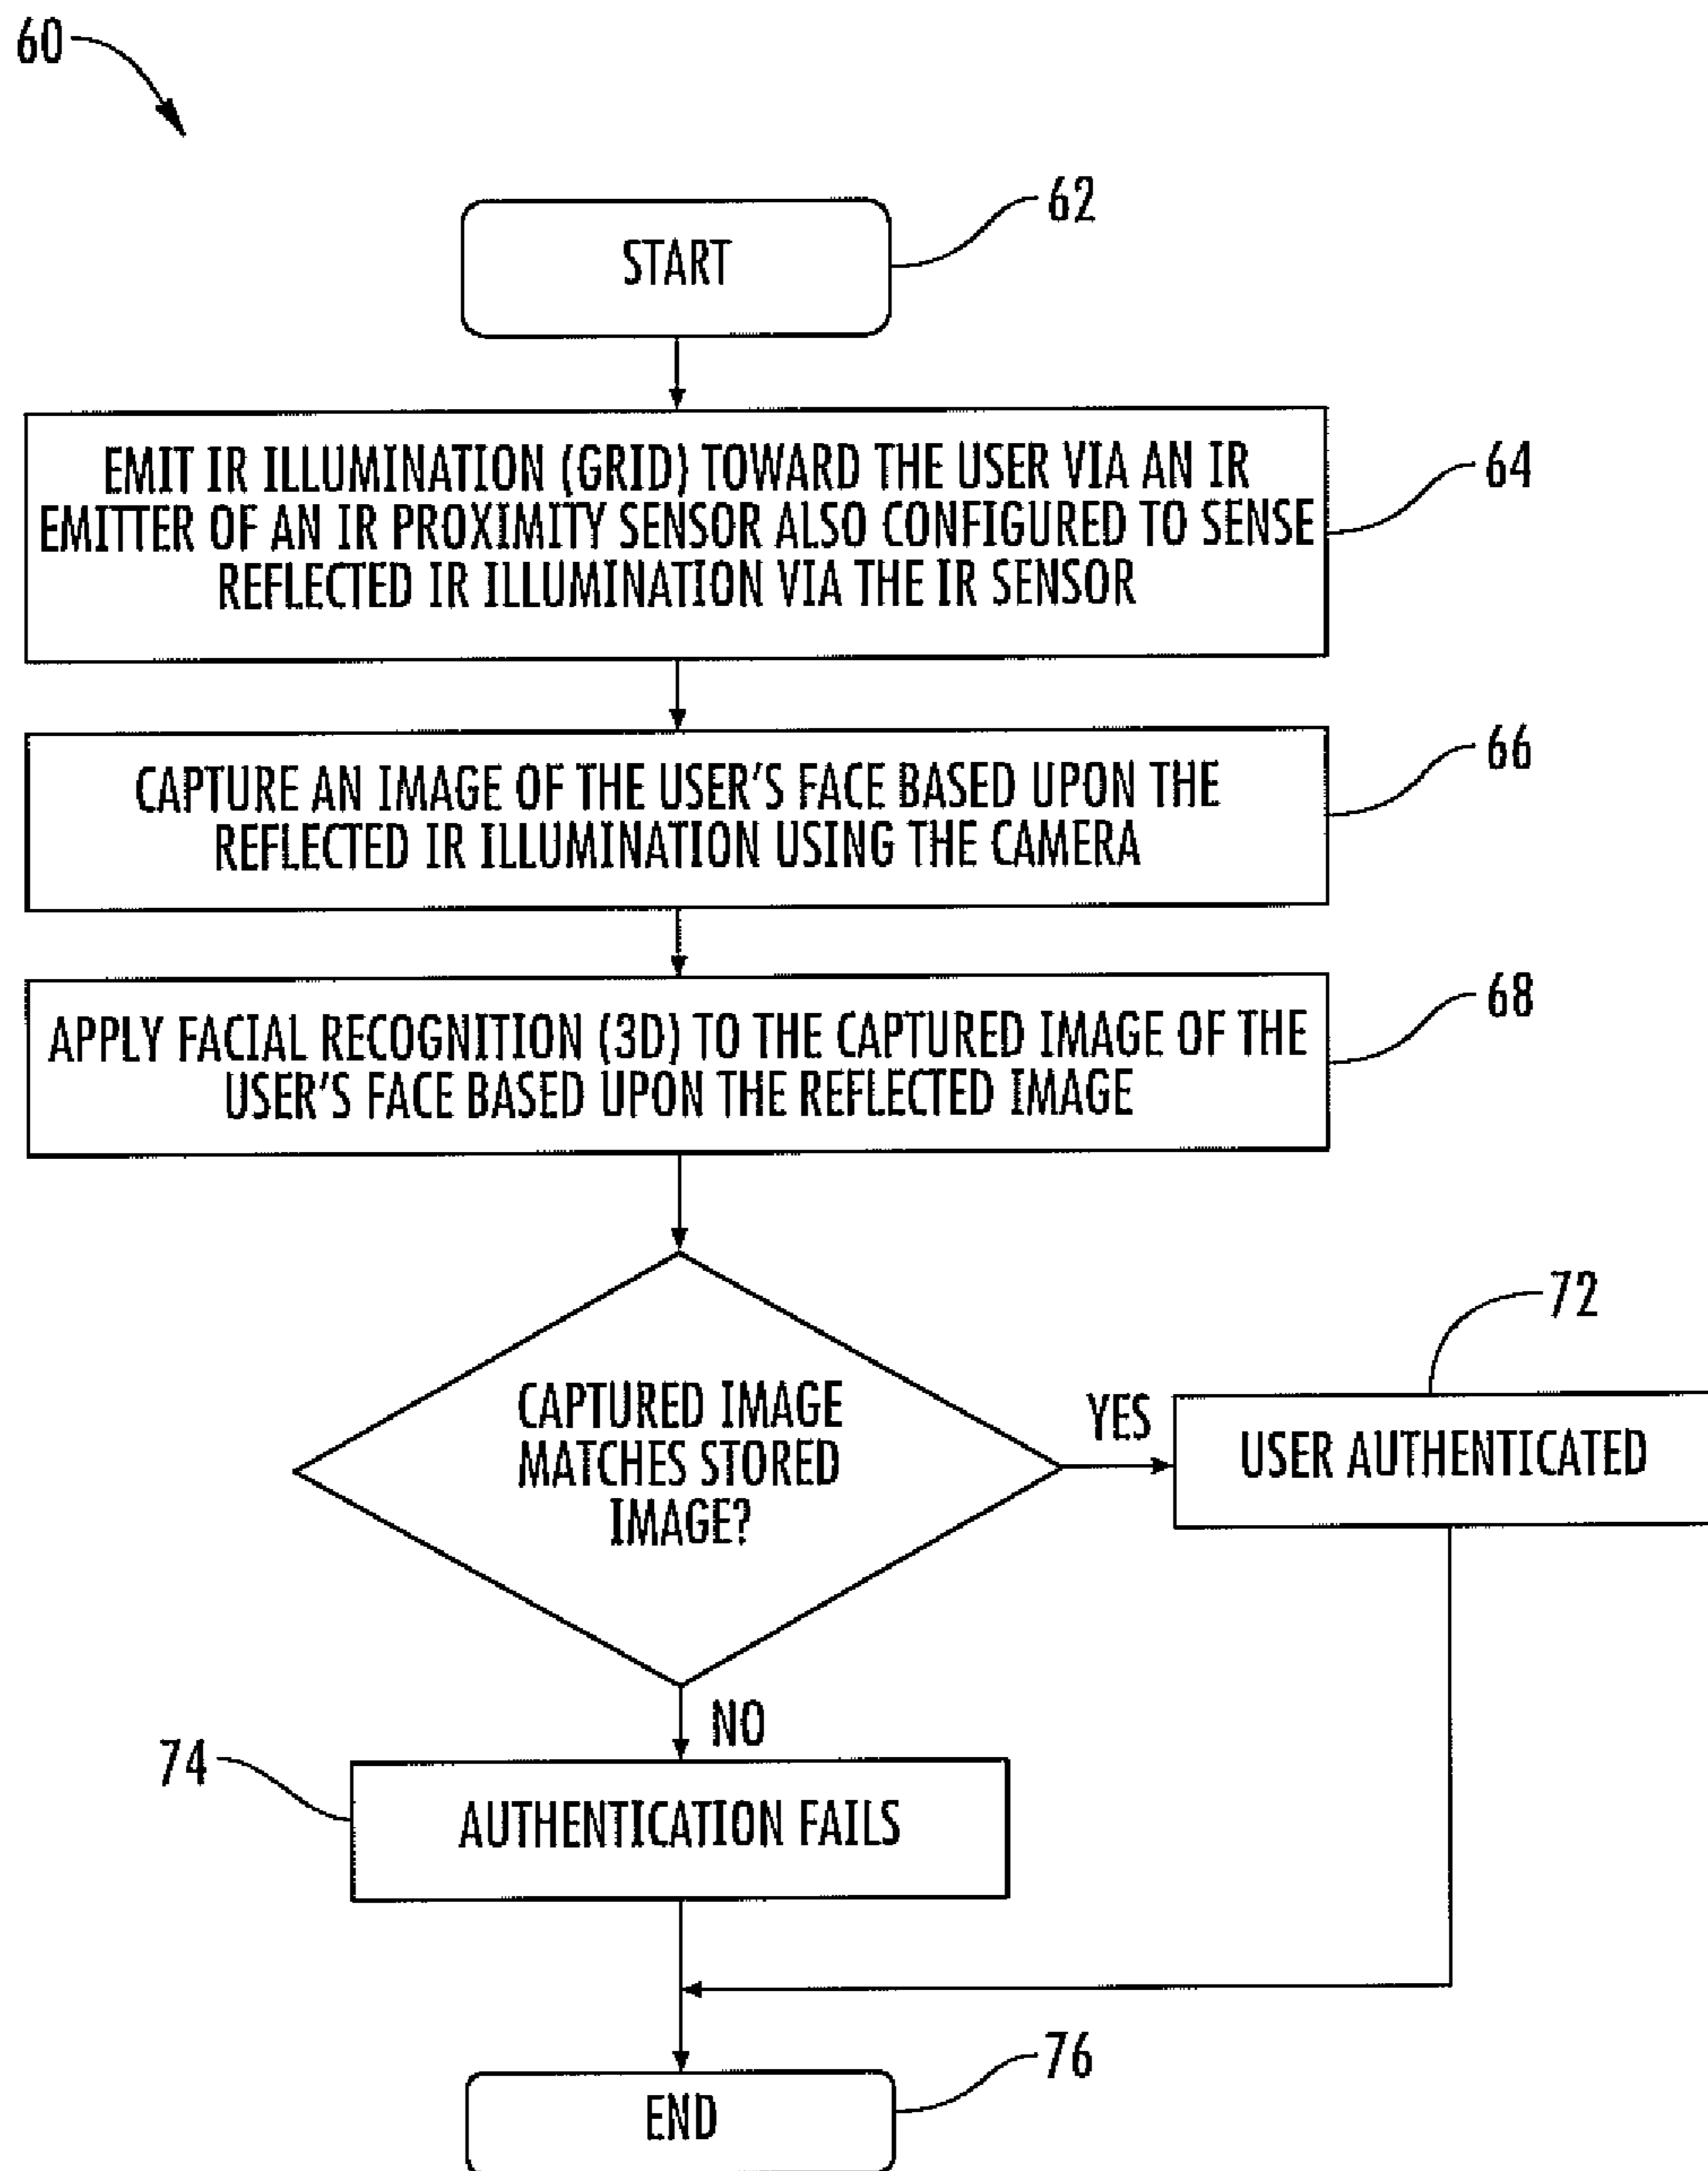 60
62
START
EMIT IR ILLUMINATION (GRID) TOWARD THE USER VIA AN IR
EMITTER OF AN IR PROXIMITY SENSOR ALSO CONFIGURED TO SENSE
REFLECTED IR ILLUMINATION VIA THE IR SENSOR
64
CAPTURE AN IMAGE OF THE USER'S FACE BASED UPON THE
REFLECTED IR ILLUMINATION USING THE CAMERA
66
APPLY FACIAL RECOGNITION (3D) TO THE CAPTURED IMAGE OF THE
USER'S FACE BASED UPON THE REFLECTED IMAGE
68
CAPTURED IMAGE
MATCHES STORED
IMAGE?
YES
72
USER AUTHENTICATED
NO
74
AUTHENTICATION FAILS
76
END